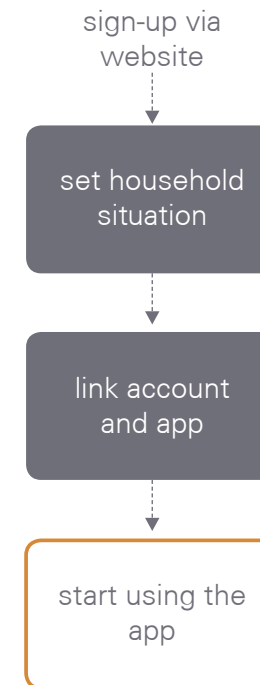 sign-up via
website
set household
situation
link account
and app
start using the
app